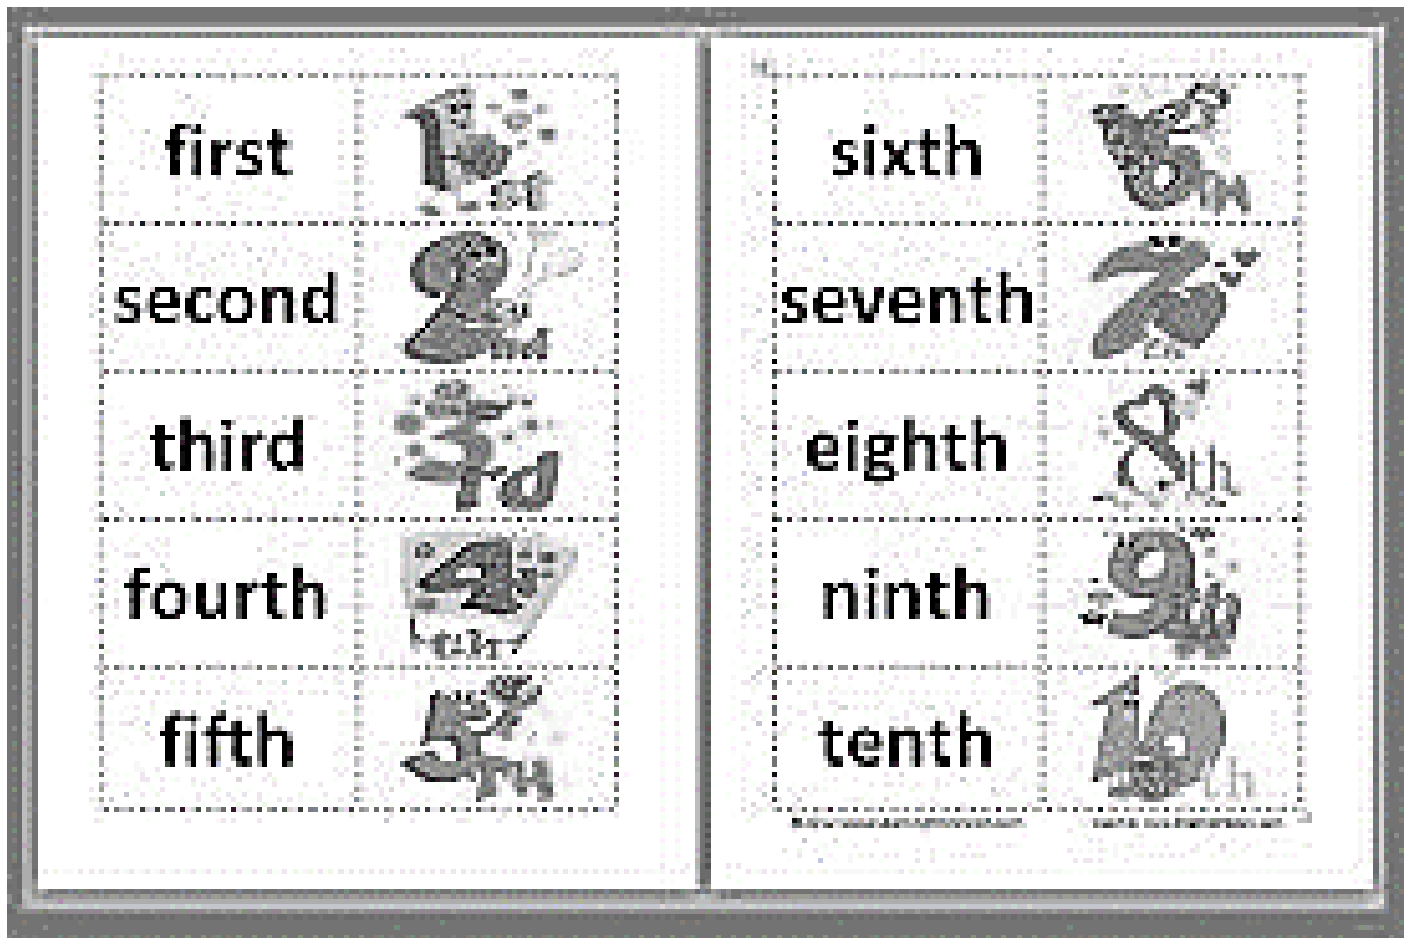 first
1st
second
2nd
third
3rd
fourth
4th
fifth
5TH
sixth
6TH
seventh
7th
eighth
8th
ninth
9th
tenth
10th